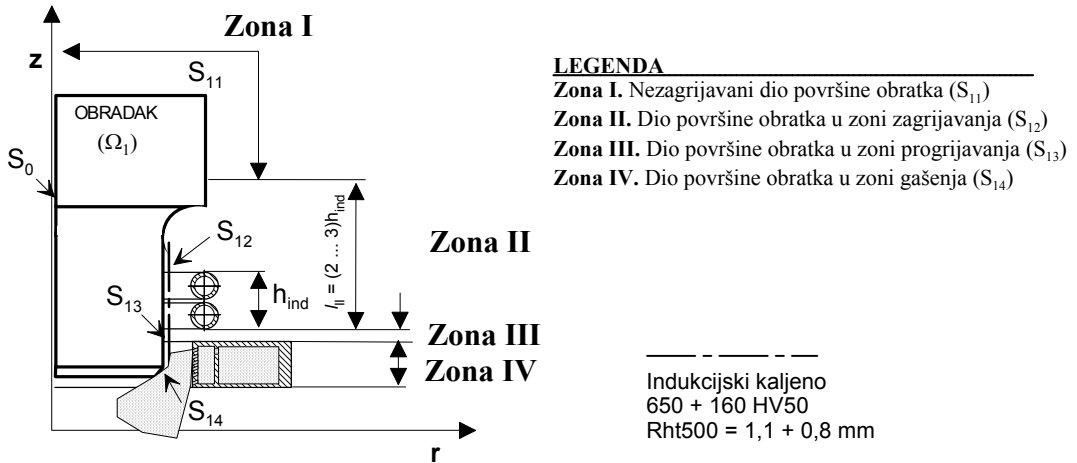 Zona I
z
S11
OBRADAK
(Ω1)
S0
S12
S13
hind
lII = (2 ... 3)hind
Zona II
Zona III
Zona IV
S14
r
LEGENDA
Zona I. Nezagrijavani dio površine obratka (S11)
Zona II. Dio površine obratka u zoni zagrijavanja (S12)
Zona III. Dio površine obratka u zoni progrijavanja (S13)
Zona IV. Dio površine obratka u zoni gašenja (S14)
Indukcijski kaljeno
650 + 160 HV50
Rht500 = 1,1 + 0,8 mm